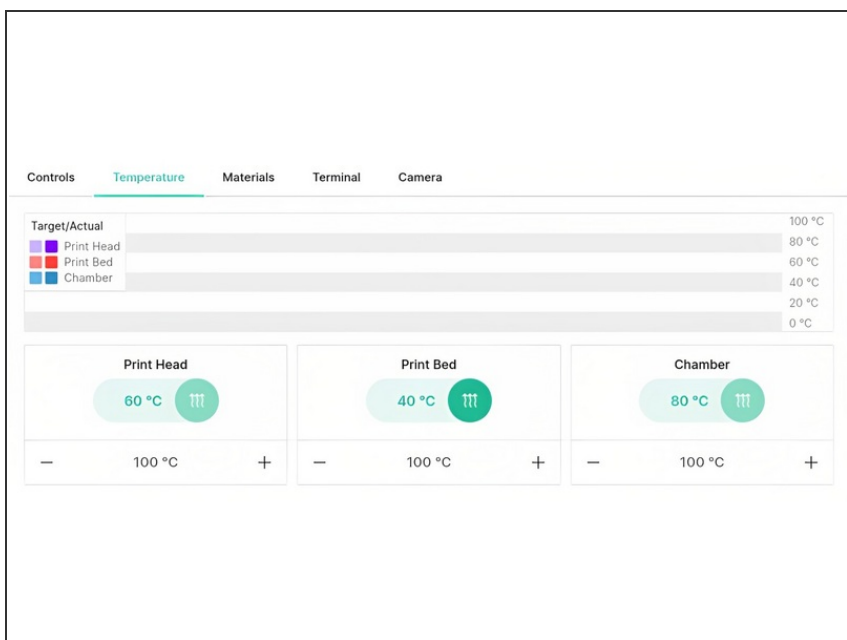 Controls Temperature Materials Terminal Camera
Target/Actual
Print Head
Print Bed
Chamber
100 °C
80 °C
60 °C
40 °C
20 °C
0 °C
Print Head Print Bed Chamber
60 °C 40 °C 80 °C
− 100 °C + − 100 °C + − 100 °C +